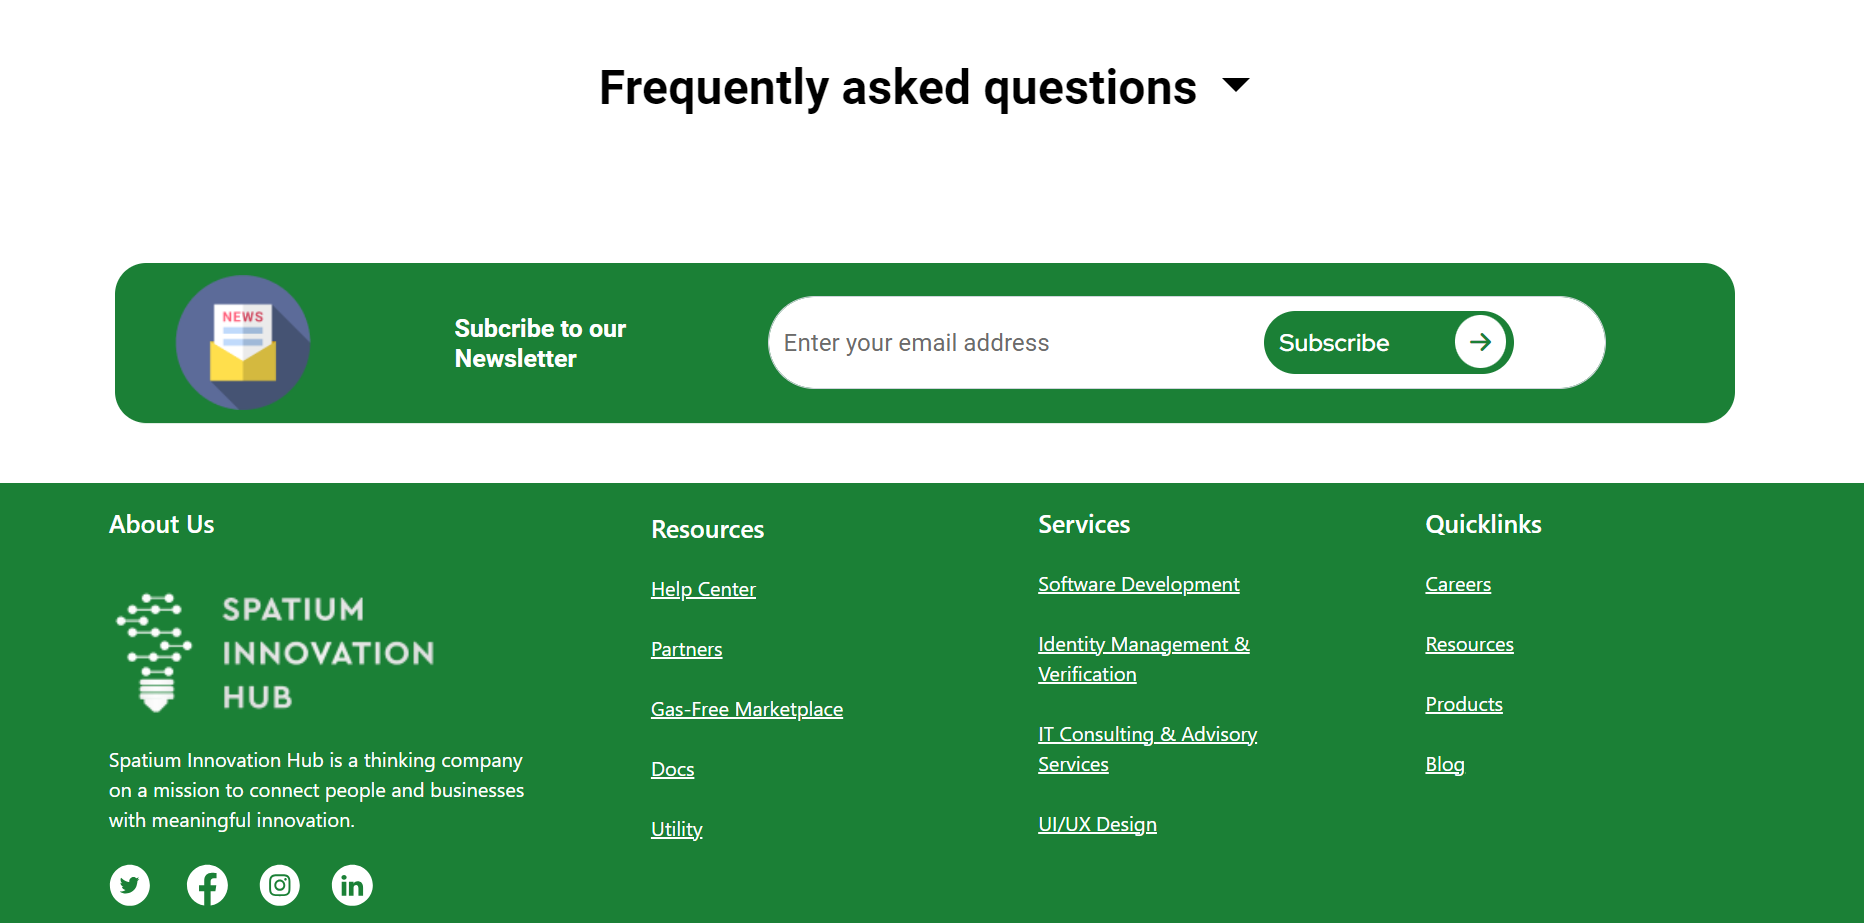 Frequently asked questions
NEWS
Subcribe to our
Newsletter
Enter your email address
Subscribe
About Us
SPATIUM
INNOVATION
HUB
Spatium Innovation Hub is a thinking company
on a mission to connect people and businesses
with meaningful innovation.
Resources
Help Center
Partners
Gas-Free Marketplace
Docs
Utility
Services
Software Development
Identity Management &
Verification
IT Consulting & Advisory
Services
UI/UX Design
Quicklinks
Careers
Resources
Products
Blog